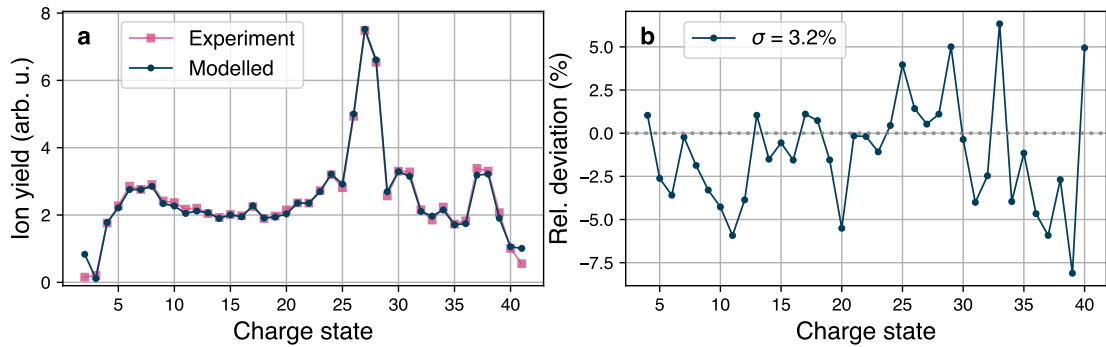 a
Experiment
Modelled
Ion yield (arb. u.)
8
6
4
2
0
5 10 15 20 25 30 35 40
Charge state
b
σ = 3.2%
Rel. deviation (%)
5.0
2.5
0.0
−2.5
−5.0
−7.5
5 10 15 20 25 30 35 40
Charge state